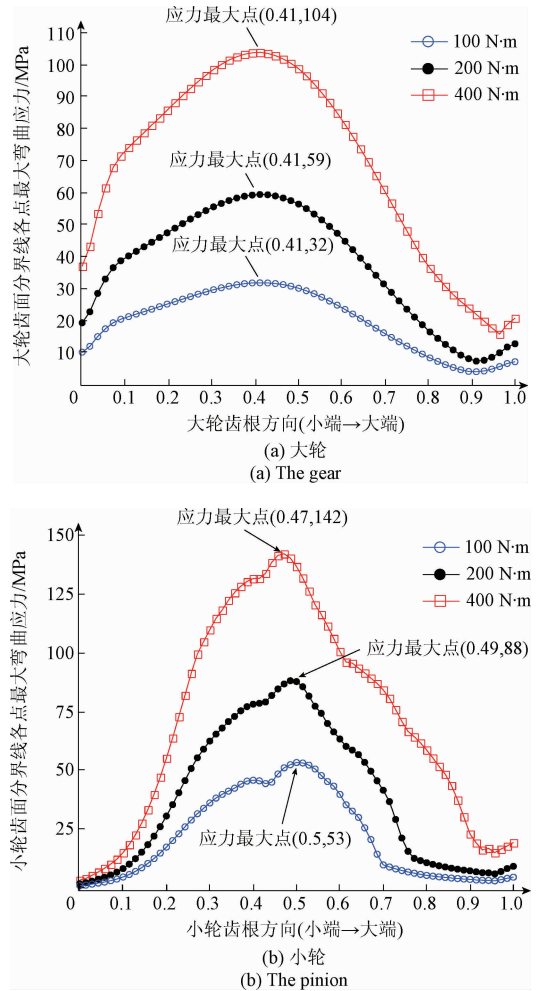 应力最大点(0.41,104)
110
100
90
80
70
60
50
40
30
20
10
大轮齿面分界线各点最大弯曲应力/MPa
100 N·m
200 N·m
400 N·m
应力最大点(0.41,59)
应力最大点(0.41,32)
0 0.1 0.2 0.3 0.4 0.5 0.6 0.7 0.8 0.9 1.0
大轮齿根方向(小端→大端)
(a) 大轮
(a) The gear
应力最大点(0.47,142)
150
125
100
75
50
25
小轮齿面分界线各点最大弯曲应力/MPa
100 N·m
200 N·m
400 N·m
应力最大点(0.49,88)
应力最大点(0.5,53)
0 0.1 0.2 0.3 0.4 0.5 0.6 0.7 0.8 0.9 1.0
小轮齿根方向(小端→大端)
(b) 小轮
(b) The pinion